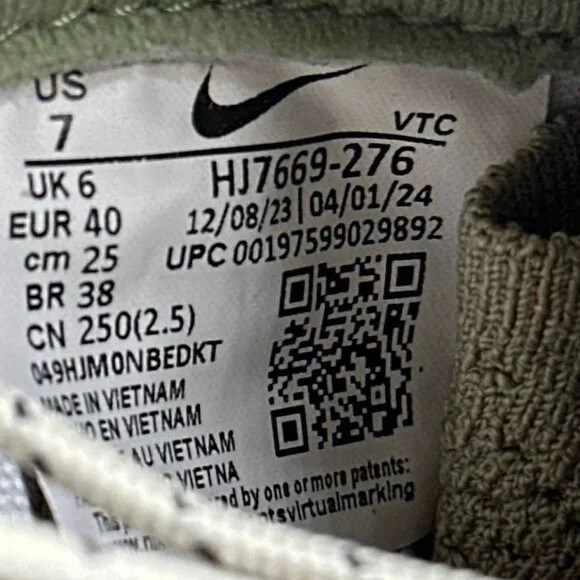 US
7
VTC
UK 6
HJ7669-276
EUR 40
12/08/23 | 04/01/24
cm 25
UPC 00197599029892
BR 38
CN 250(2.5)
049HJM0NBEDKT
MADE IN VIETNAM
EN VIETNAM
AU VIETNAM
VIETNA
by one or more patents: